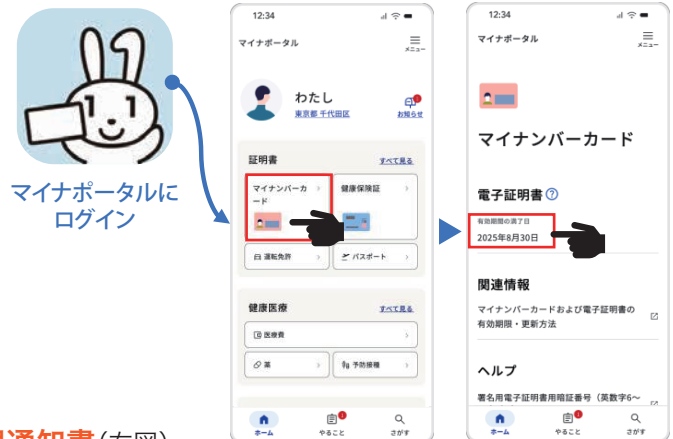 マイナポータルに
ログイン
12:34
マイナポータル
メニュー
わたし
東京都 千代田区
お知らせ
証明書
すべて見る
マイナンバーカ
ード
健康保険証
運転免許
パスポート
健康医療
すべて見る
医療費
薬
予防接種
ホーム
やること
さがす
12:34
マイナポータル
メニュー
マイナンバーカード
電子証明書
有効期間の満了日
2025年8月30日
関連情報
マイナンバーカードおよび電子証明書の
有効期限・更新方法
ヘルプ
署名用電子証明書用暗証番号（英数字6〜
ホーム
やること
さがす
通知書（右図）